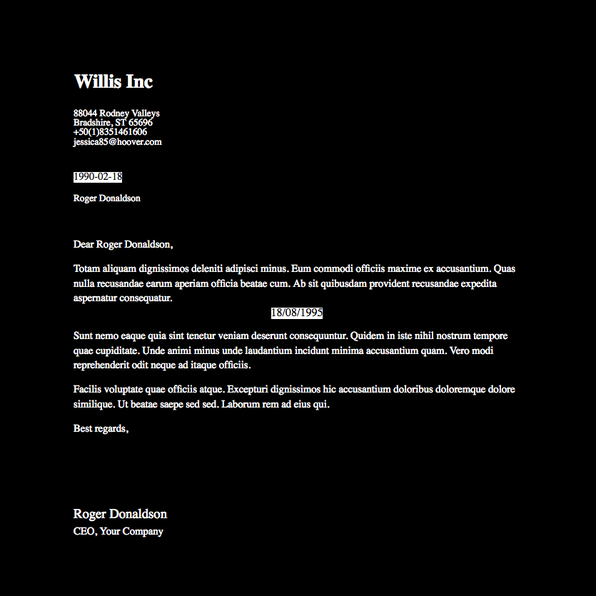 Willis Inc
88044 Rodney Valleys
Bradshire, ST 65696
+50(1)8351461606
jessica85@hoover.com
1990-02-18
Roger Donaldson
Dear Roger Donaldson,
Totam aliquam dignissimos deleniti adipisci minus. Eum commodi officiis maxime ex accusantium. Quas
nulla recusandae earum aperiam officia beatae cum. Ab sit quibusdam provident recusandae expedita
aspernatur consequatur.
18/08/1995
Sunt nemo eaque quia sint tenetur veniam deserunt consequuntur. Quidem in iste nihil nostrum tempore
quae cupiditate. Unde animi minus unde laudantium incidunt minima accusantium quam. Vero modi
reprehenderit odit neque ad itaque officiis.
Facilis voluptate quae officiis atque. Excepturi dignissimos hic accusantium doloribus doloremque dolore
similique. Ut beatae saepe sed sed. Laborum rem ad eius qui.
Best regards,
Roger Donaldson
CEO, Your Company